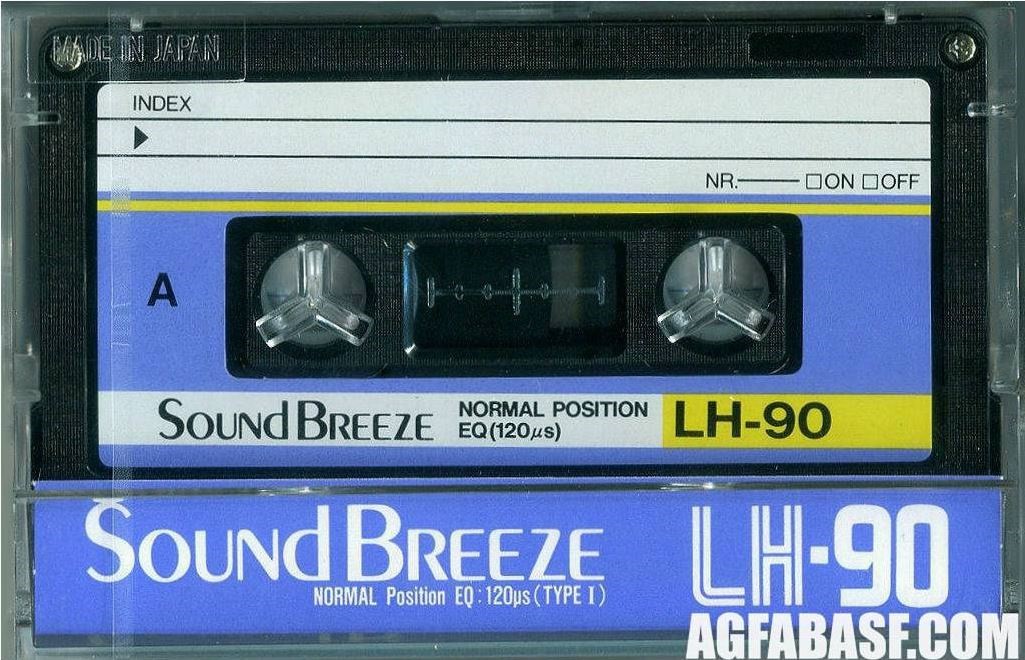 MADE IN JAPAN
INDEX
NR. □ON □OFF
A
SOUND BREEZE NORMAL POSITION EQ(120μs) LH-90
SOUND BREEZE LH-90
NORMAL Position EQ:120μs(TYPE I)
AGFABASF.COM